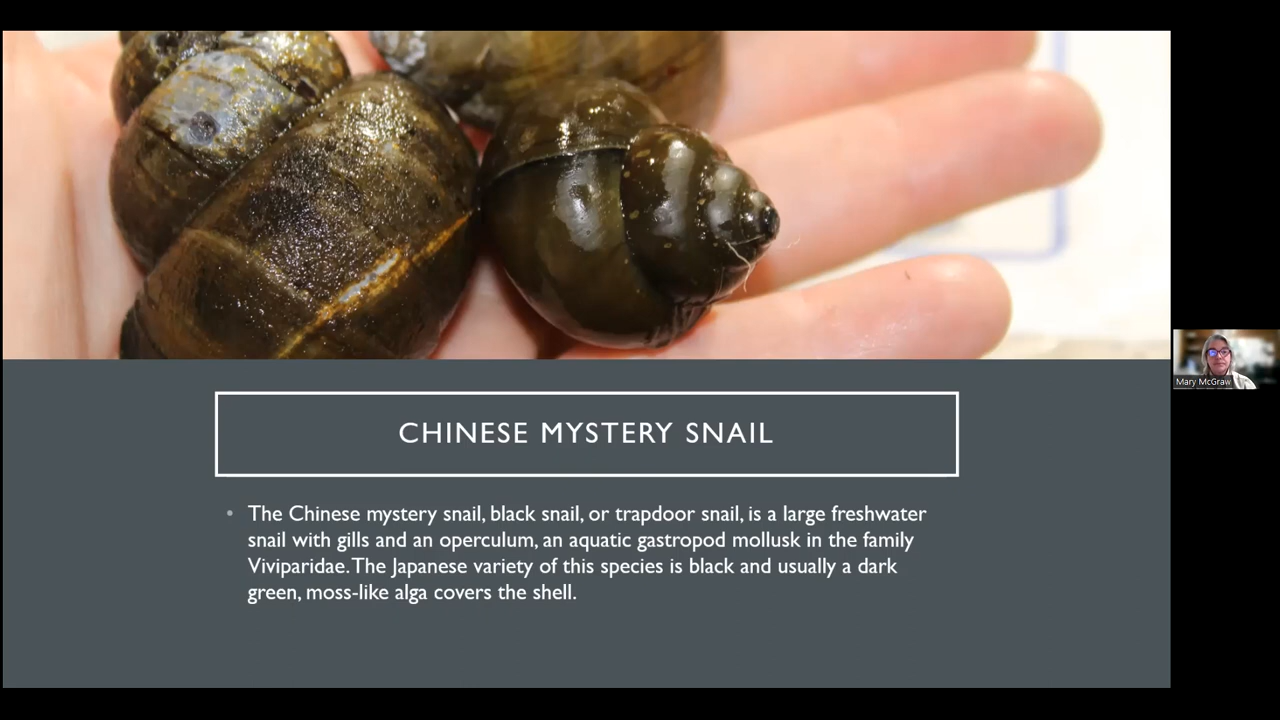 CHINESE MYSTERY SNAIL
• The Chinese mystery snail, black snail, or trapdoor snail, is a large freshwater
snail with gills and an operculum, an aquatic gastropod mollusk in the family
Viviparidae. The Japanese variety of this species is black and usually a dark
green, moss-like alga covers the shell.
Mary McGraw